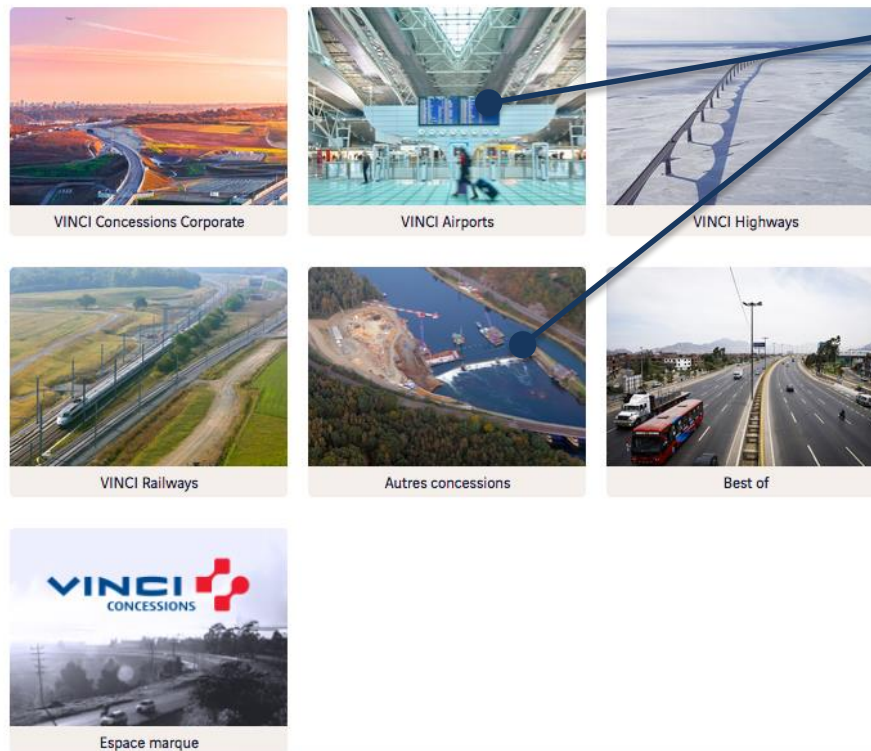 VINCI Concessions Corporate
VINCI Airports
VINCI Highways
VINCI Railways
Autres concessions
Best of
VINCI
CONCESSIONS
Espace marque